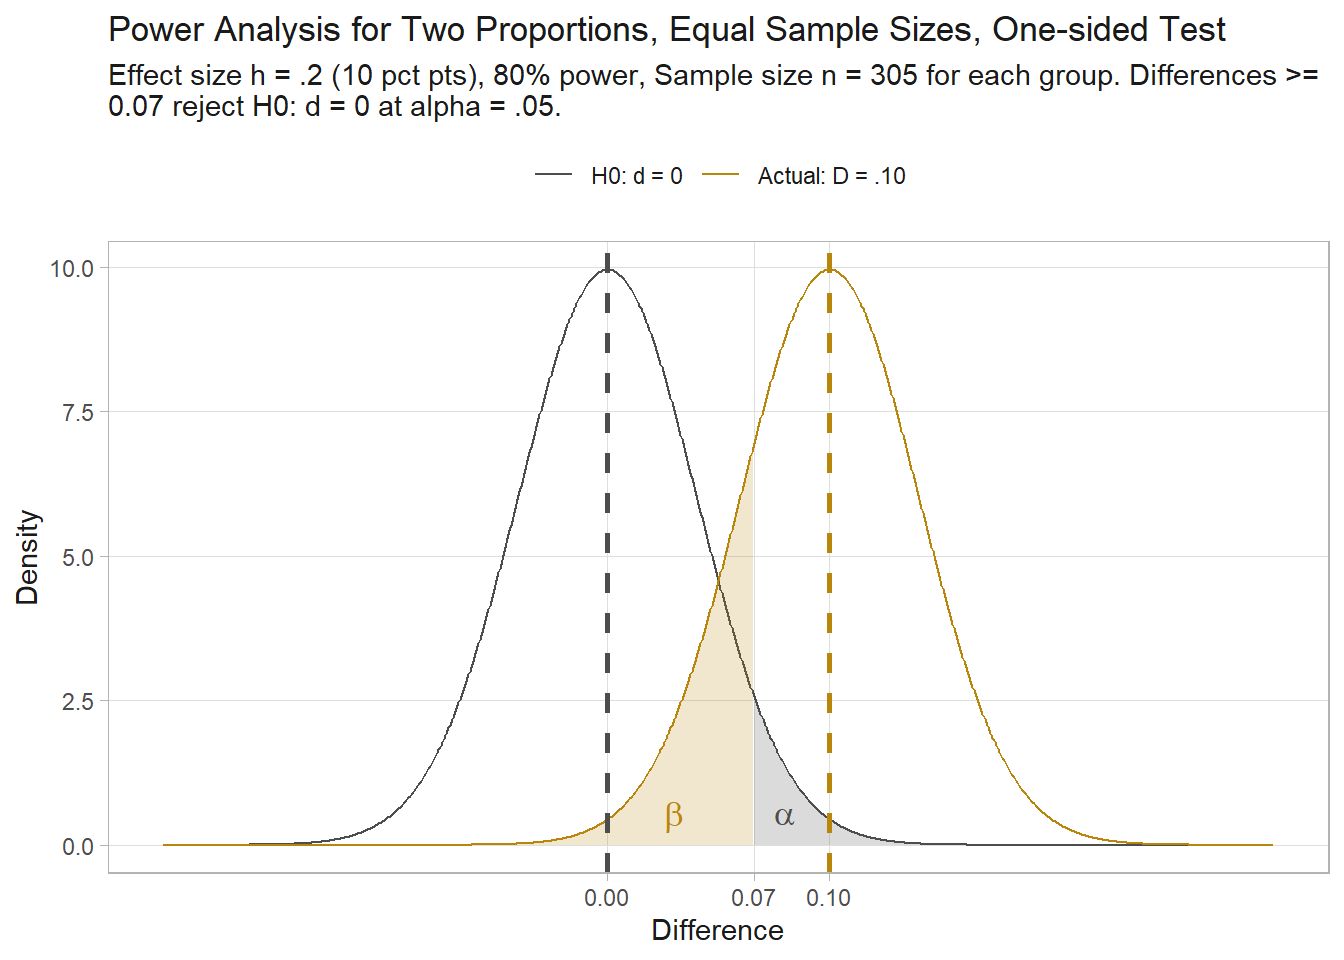 Power Analysis for Two Proportions, Equal Sample Sizes, One-sided Test
Effect size h = .2 (10 pct pts), 80% power, Sample size n = 305 for each group. Differences >=
0.07 reject H0: d = 0 at alpha = .05.
H0: d = 0 Actual: D = .10
10.0
7.5
5.0
2.5
0.0
Density
β α
0.00 0.07 0.10
Difference